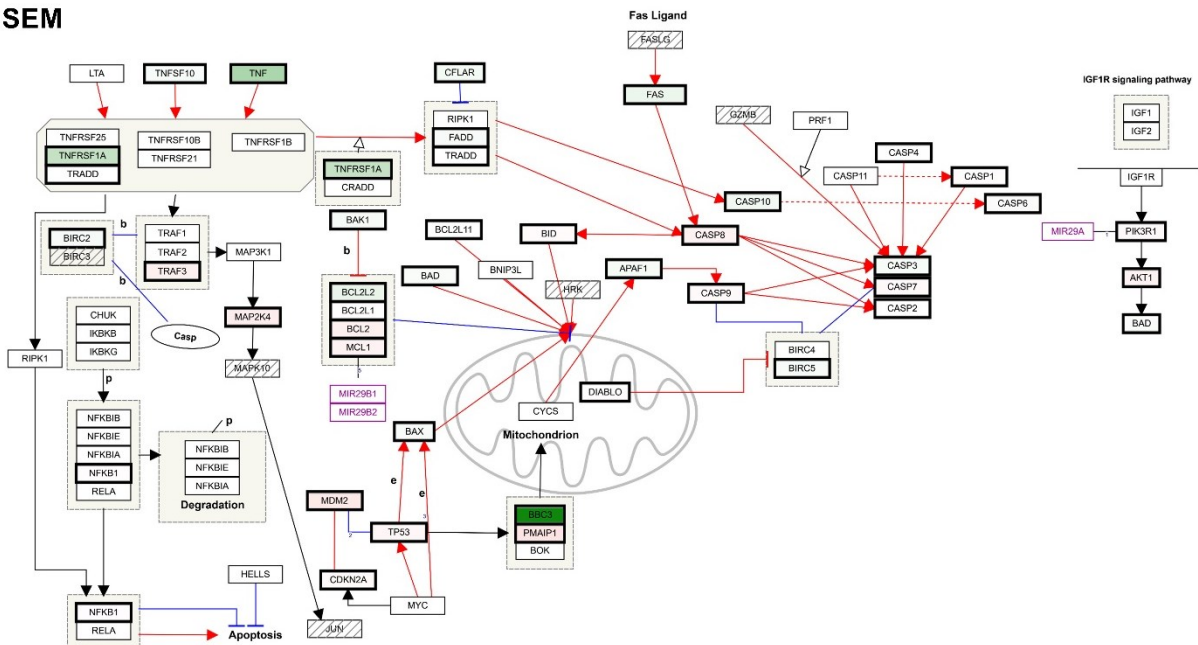 SEM
Fas Ligand
FASLG
LTA
TNFSF10
TNF
CFLAR
FAS
IGF1R signaling pathway
IGF1
IGF2
TNFRSF25
TNFRSF1A
TRADD
TNFRSF10B
TNFRSF21
TNFRSF1B
RIPK1
FADD
TRADD
GZMB
PRF1
TNFRSF1A
CRADD
CASP4
CASP11
CASP1
IGF1R
CASP10
CASP6
BAK1
b
BIRC2
BIRC3
b
b
TRAF1
TRAF2
TRAF3
MAP3K1
BCL2L11
BID
CASP8
MIR29A
PIK3R1
BAD
BNIP3L
HRK
APAF1
CASP9
CASP3
CASP7
CASP2
AKT1
BCL2L2
BCL2L1
BCL2
MCL1
CHUK
IKBKB
IKBKG
MAP2K4
Casp
BAD
BIRC4
BIRC5
RIPK1
MAPK10
p
MIR29B1
MIR29B2
DIABLO
CYCS
Mitochondrion
BAX
NFKBIB
NFKBIE
NFKBIA
NFKB1
RELA
p
NFKBIB
NFKBIE
NFKBIA
Degradation
e
e
MDM2
2
TP53
3
BBC3
PMAIP1
BOK
HELLS
CDKN2A
MYC
NFKB1
RELA
Apoptosis
JUN